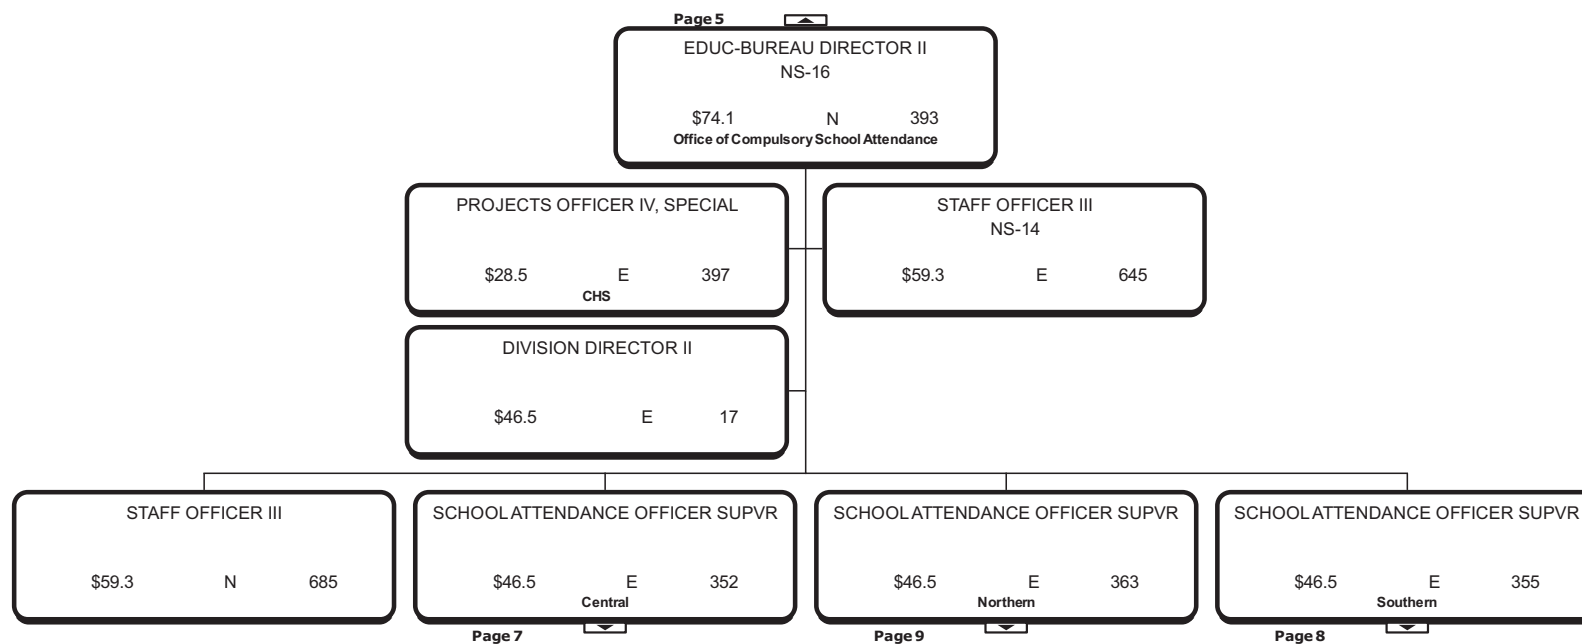 Page 5
EDUC-BUREAU DIRECTOR II
NS-16
$74.1 N 393
Office of Compulsory School Attendance
PROJECTS OFFICER IV, SPECIAL
$28.5 E 397
CHS
STAFF OFFICER III
NS-14
$59.3 E 645
DIVISION DIRECTOR II
$46.5 E 17
STAFF OFFICER III
$59.3 N 685
SCHOOL ATTENDANCE OFFICER SUPVR
$46.5 E 352
Central
Page 7
SCHOOL ATTENDANCE OFFICER SUPVR
$46.5 E 363
Northern
Page 9
SCHOOL ATTENDANCE OFFICER SUPVR
$46.5 E 355
Southern
Page 8